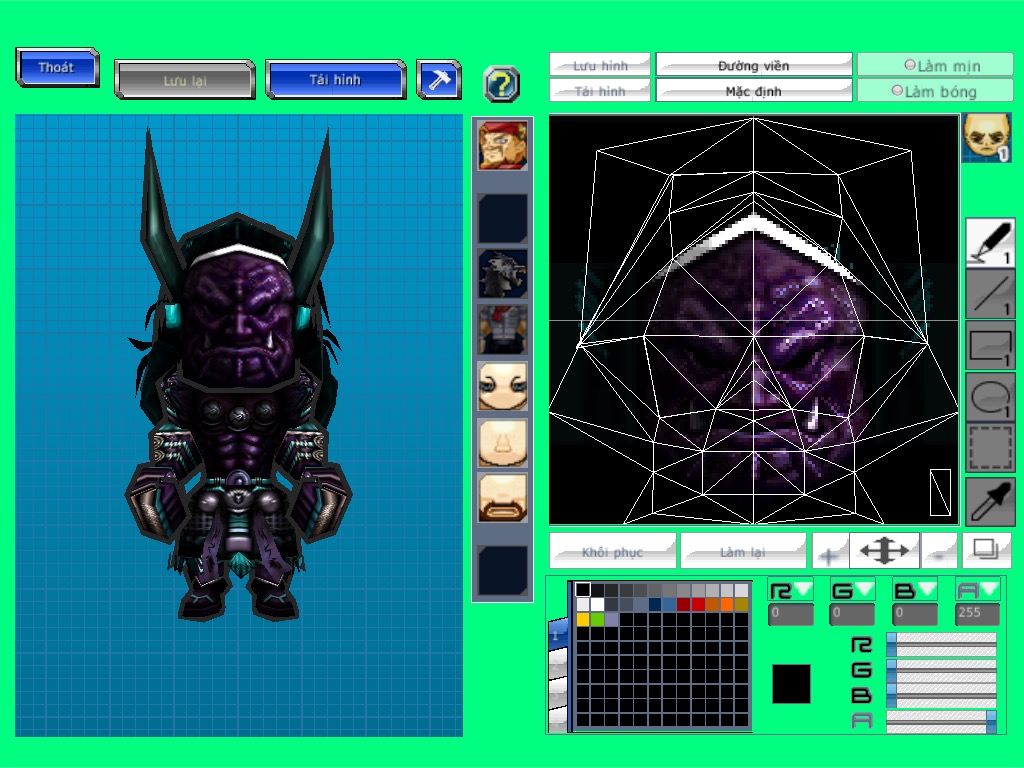 Thoát
Lưu lại
Tải hình
?
Lưu hình
Đường viền
Làm mịn
Tải hình
Mặc định
Làm bóng
1
1
1
1
1
Khôi phục
Làm lại
+
-
R G B A
0 0 0 255
1
R
G
B
A